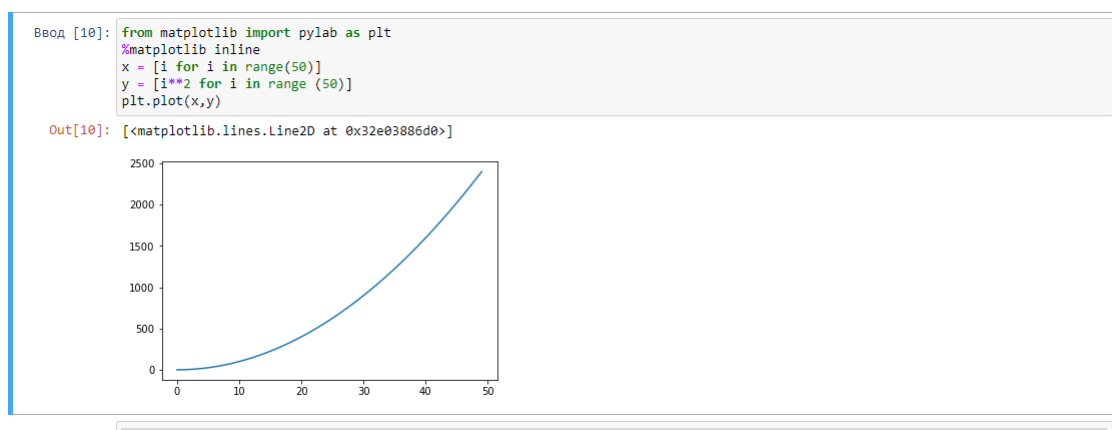 Ввод [10]: from matplotlib import pylab as plt
%matplotlib inline
x = [i for i in range(50)]
y = [i**2 for i in range (50)]
plt.plot(x,y)
Out[10]: [<matplotlib.lines.Line2D at 0x32e03886d0>]
2500
2000
1500
1000
500
0
0 10 20 30 40 50